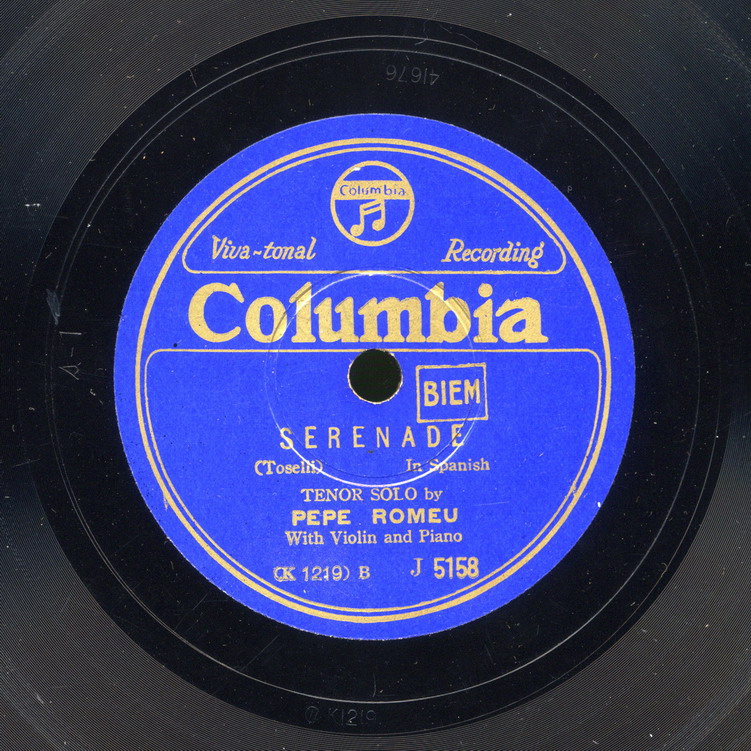 41676
Columbia
Viva-tonal Recording
Columbia
BIEM
SERENADE
(Toselli) In Spanish
TENOR SOLO by
PEPE ROMEU
With Violin and Piano
(K 1219) B J 5158
A-1
K1219